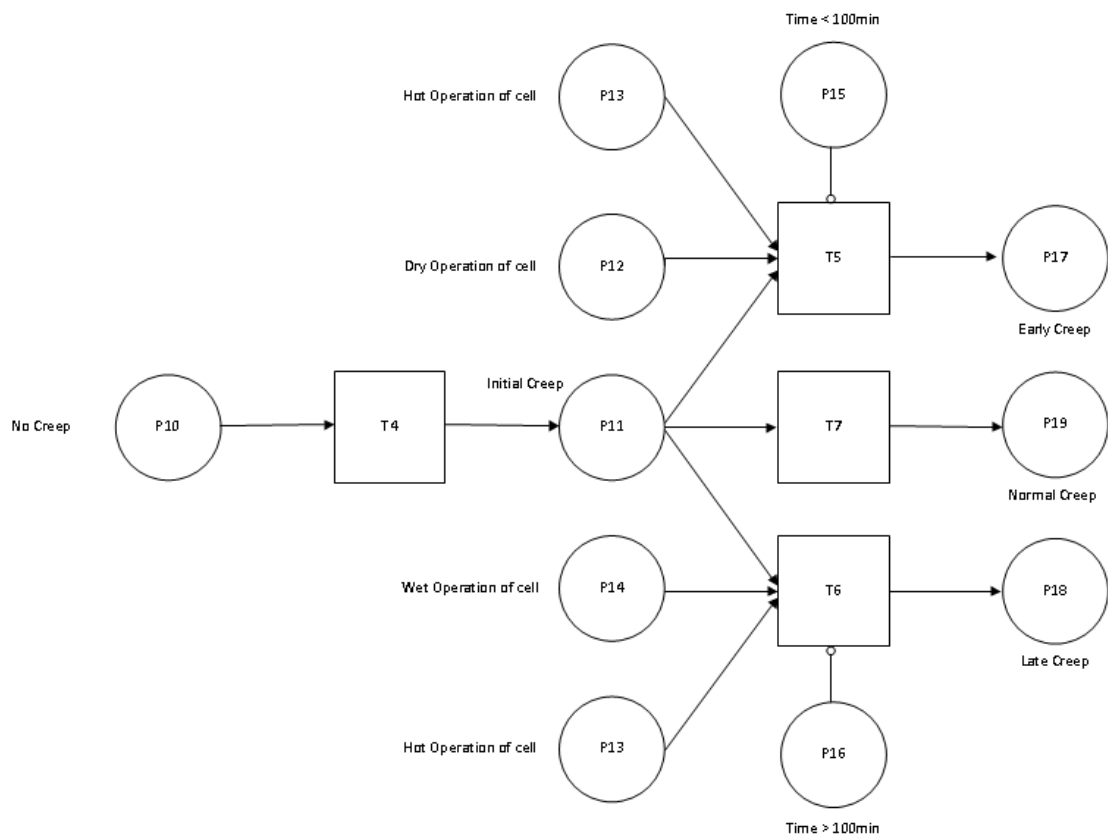 Time < 100min
Hot Operation of cell
P13
P15
Dry Operation of cell
P12
T5
P17
Early Creep
Initial Creep
No Creep
P10
T4
P11
T7
P19
Normal Creep
Wet Operation of cell
P14
T6
P18
Late Creep
Hot Operation of cell
P13
P16
Time > 100min